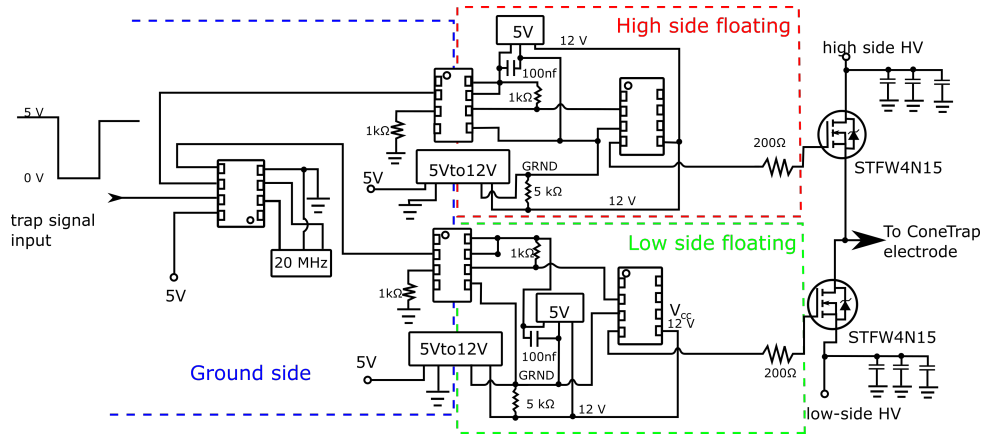 High side floating
5V
12 V
high side HV
100nf
1kΩ
5 V
1kΩ
200Ω
5Vto12V
GRND
STFW4N15
5V
5 kΩ
0 V
12 V
trap signal
input
To ConeTrap
electrode
Low side floating
1kΩ
20 MHz
5V
1kΩ
5V
Vcc
12 V
STFW4N15
5Vto12V
100nf
200Ω
Ground side
5V
GRND
5 kΩ
12 V
low-side HV